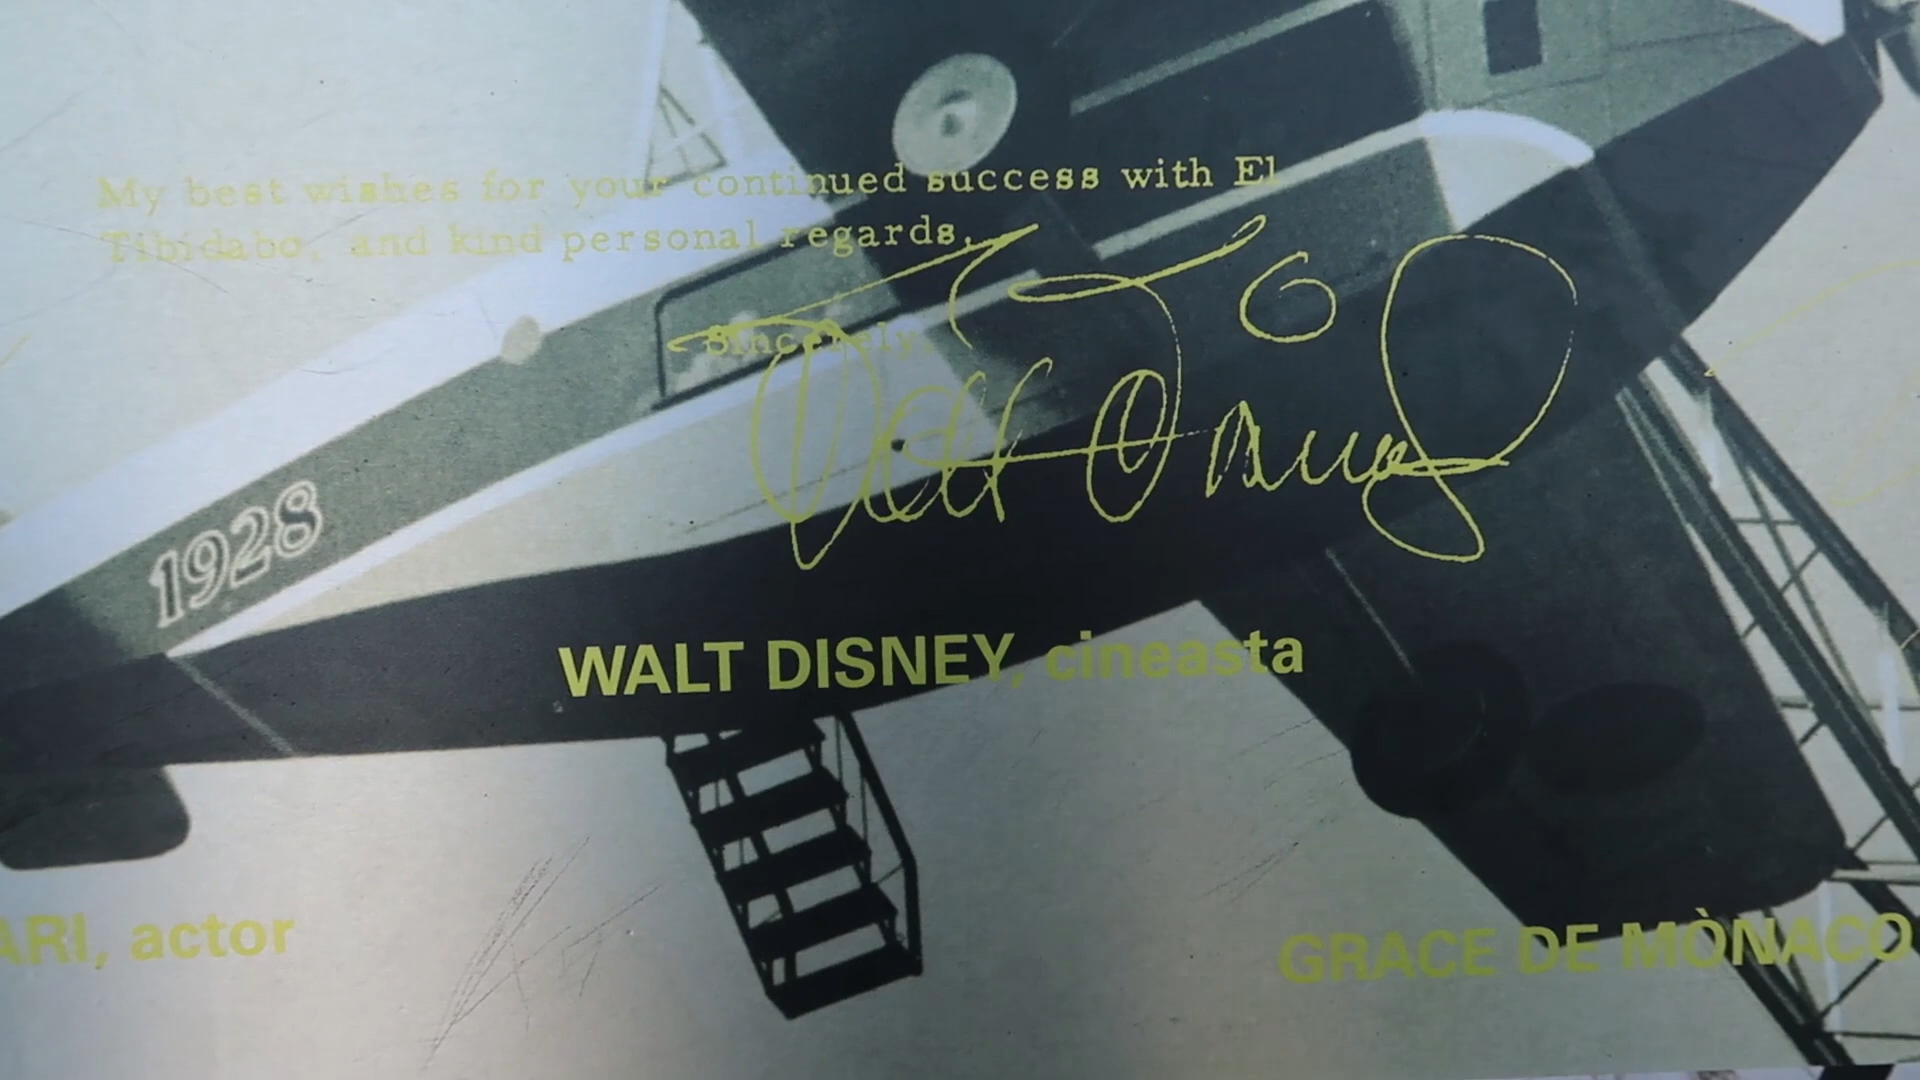 My best wishes for your continued success with El
Tibidabo, and kind personal regards,
Sincerely,
Walt Disney
1928
WALT DISNEY, cineasta
ARI, actor
GRACE DE MÒNACO